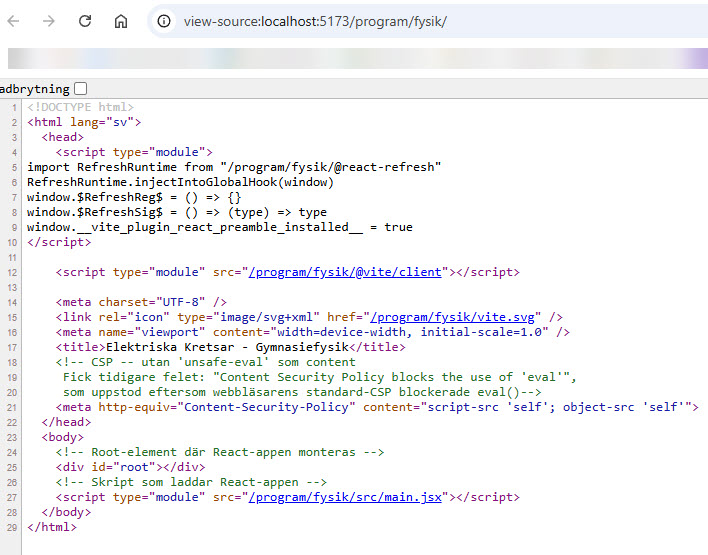 view-source:localhost:5173/program/fysik/
adbrytning
1 <!DOCTYPE html>
2 <html lang="sv">
3 <head>
4 <script type="module">
5 import RefreshRuntime from "/program/fysik/@react-refresh"
6 RefreshRuntime.injectIntoGlobalHook(window)
7 window.$RefreshReg$ = () => {}
8 window.$RefreshSig$ = () => (type) => type
9 window.__vite_plugin_react_preamble_installed__ = true
10 </script>
11
12 <script type="module" src="/program/fysik/@vite/client"></script>
13
14 <meta charset="UTF-8" />
15 <link rel="icon" type="image/svg+xml" href="/program/fysik/vite.svg" />
16 <meta name="viewport" content="width=device-width, initial-scale=1.0" />
17 <title>Elektriska Kretsar - Gymnasiefysik</title>
18 <!-- CSP -- utan 'unsafe-eval' som content
19 Fick tidigare felet: "Content Security Policy blocks the use of 'eval'",
20 som uppstod eftersom webbläsarens standard-CSP blockerade eval()-->
21 <meta http-equiv="Content-Security-Policy" content="script-src 'self'; object-src 'self'">
22 </head>
23 <body>
24 <!-- Root-element där React-appen monteras -->
25 <div id="root"></div>
26 <!-- Skript som laddar React-appen -->
27 <script type="module" src="/program/fysik/src/main.jsx"></script>
28 </body>
29 </html>